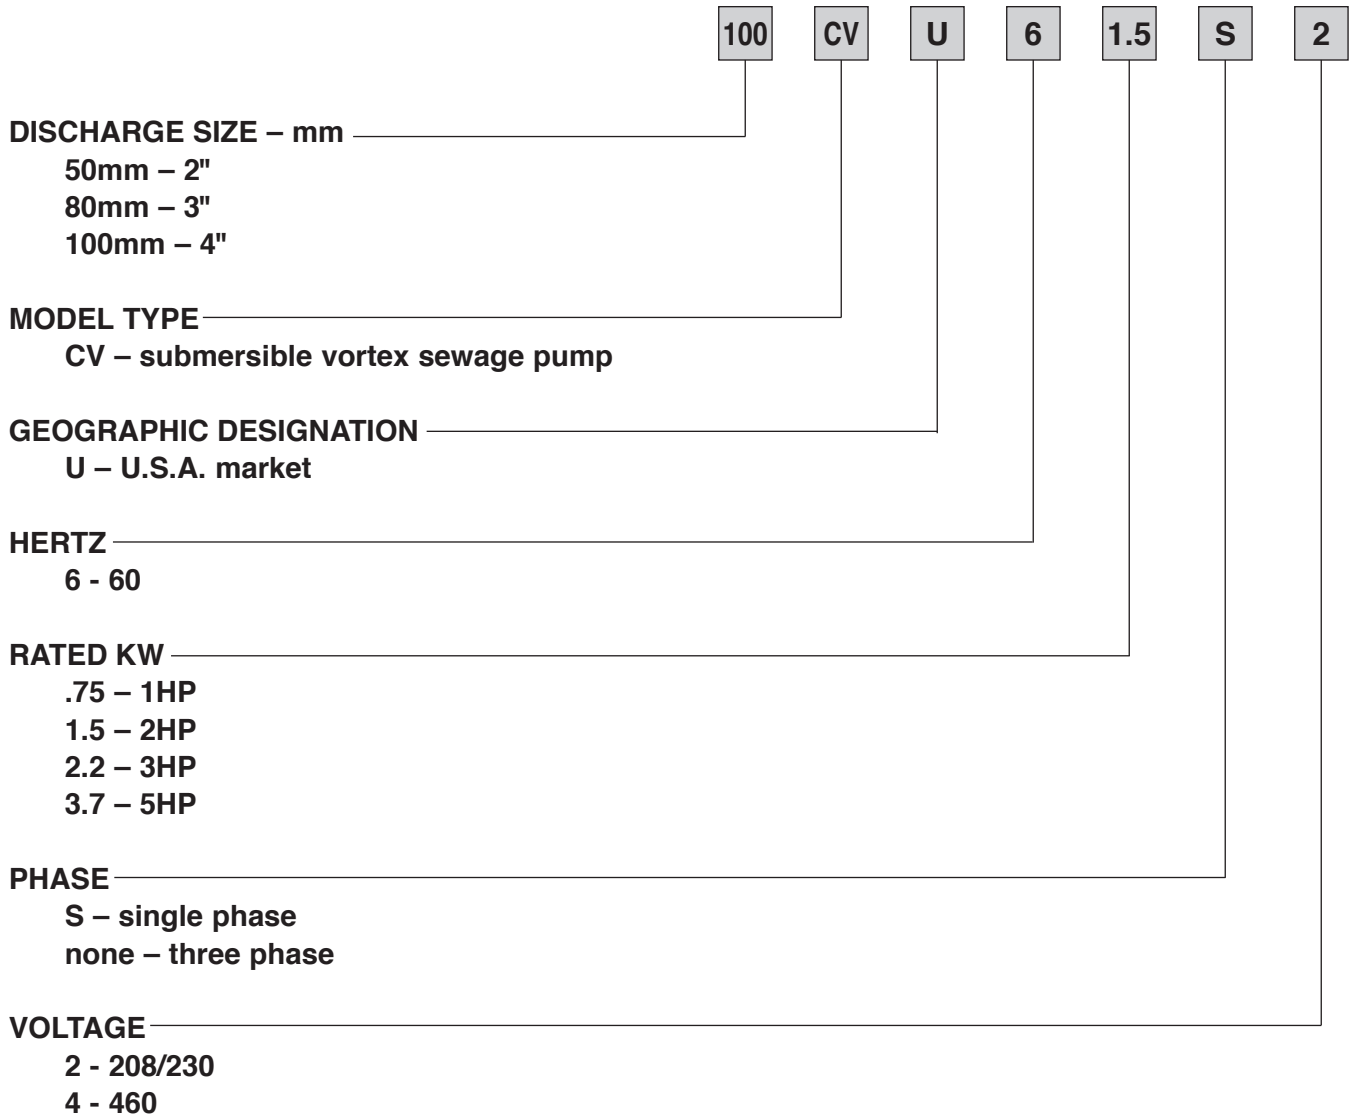 100 CV U 6 1.5 S 2
DISCHARGE SIZE – mm
50mm – 2"
80mm – 3"
100mm – 4"
MODEL TYPE
CV – submersible vortex sewage pump
GEOGRAPHIC DESIGNATION
U – U.S.A. market
HERTZ
6 - 60
RATED KW
.75 – 1HP
1.5 – 2HP
2.2 – 3HP
3.7 – 5HP
PHASE
S – single phase
none – three phase
VOLTAGE
2 - 208/230
4 - 460